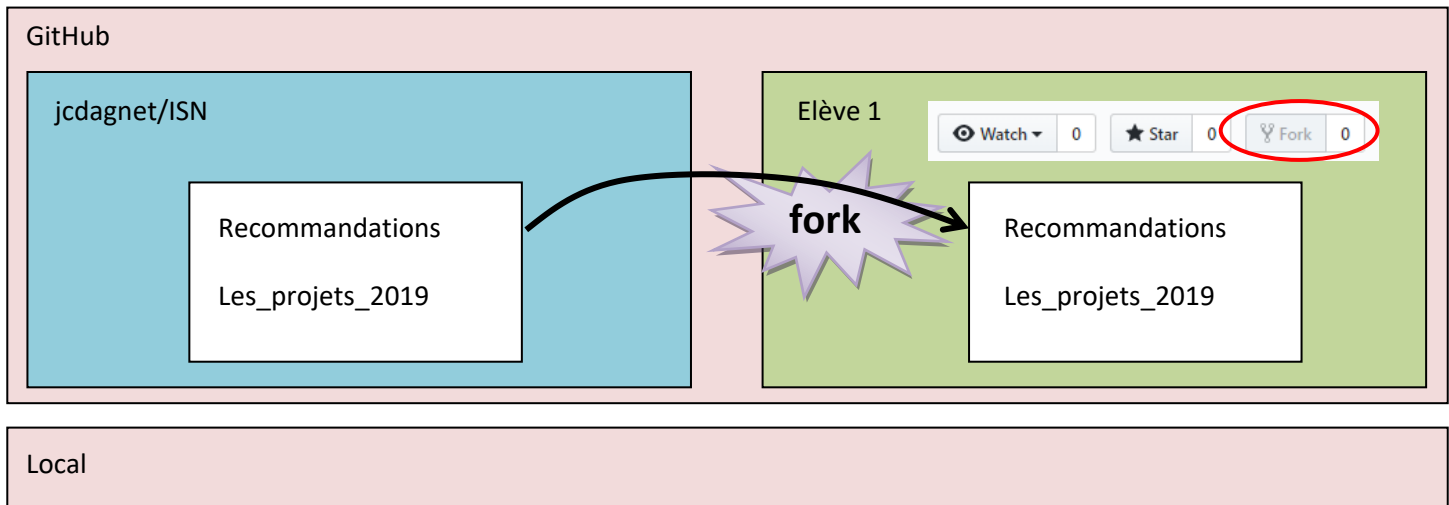 GitHub
jcdagnet/ISN
Elève 1
Watch 0 Star 0 Fork 0
Recommandations
Les_projets_2019
fork
Recommandations
Les_projets_2019
Local